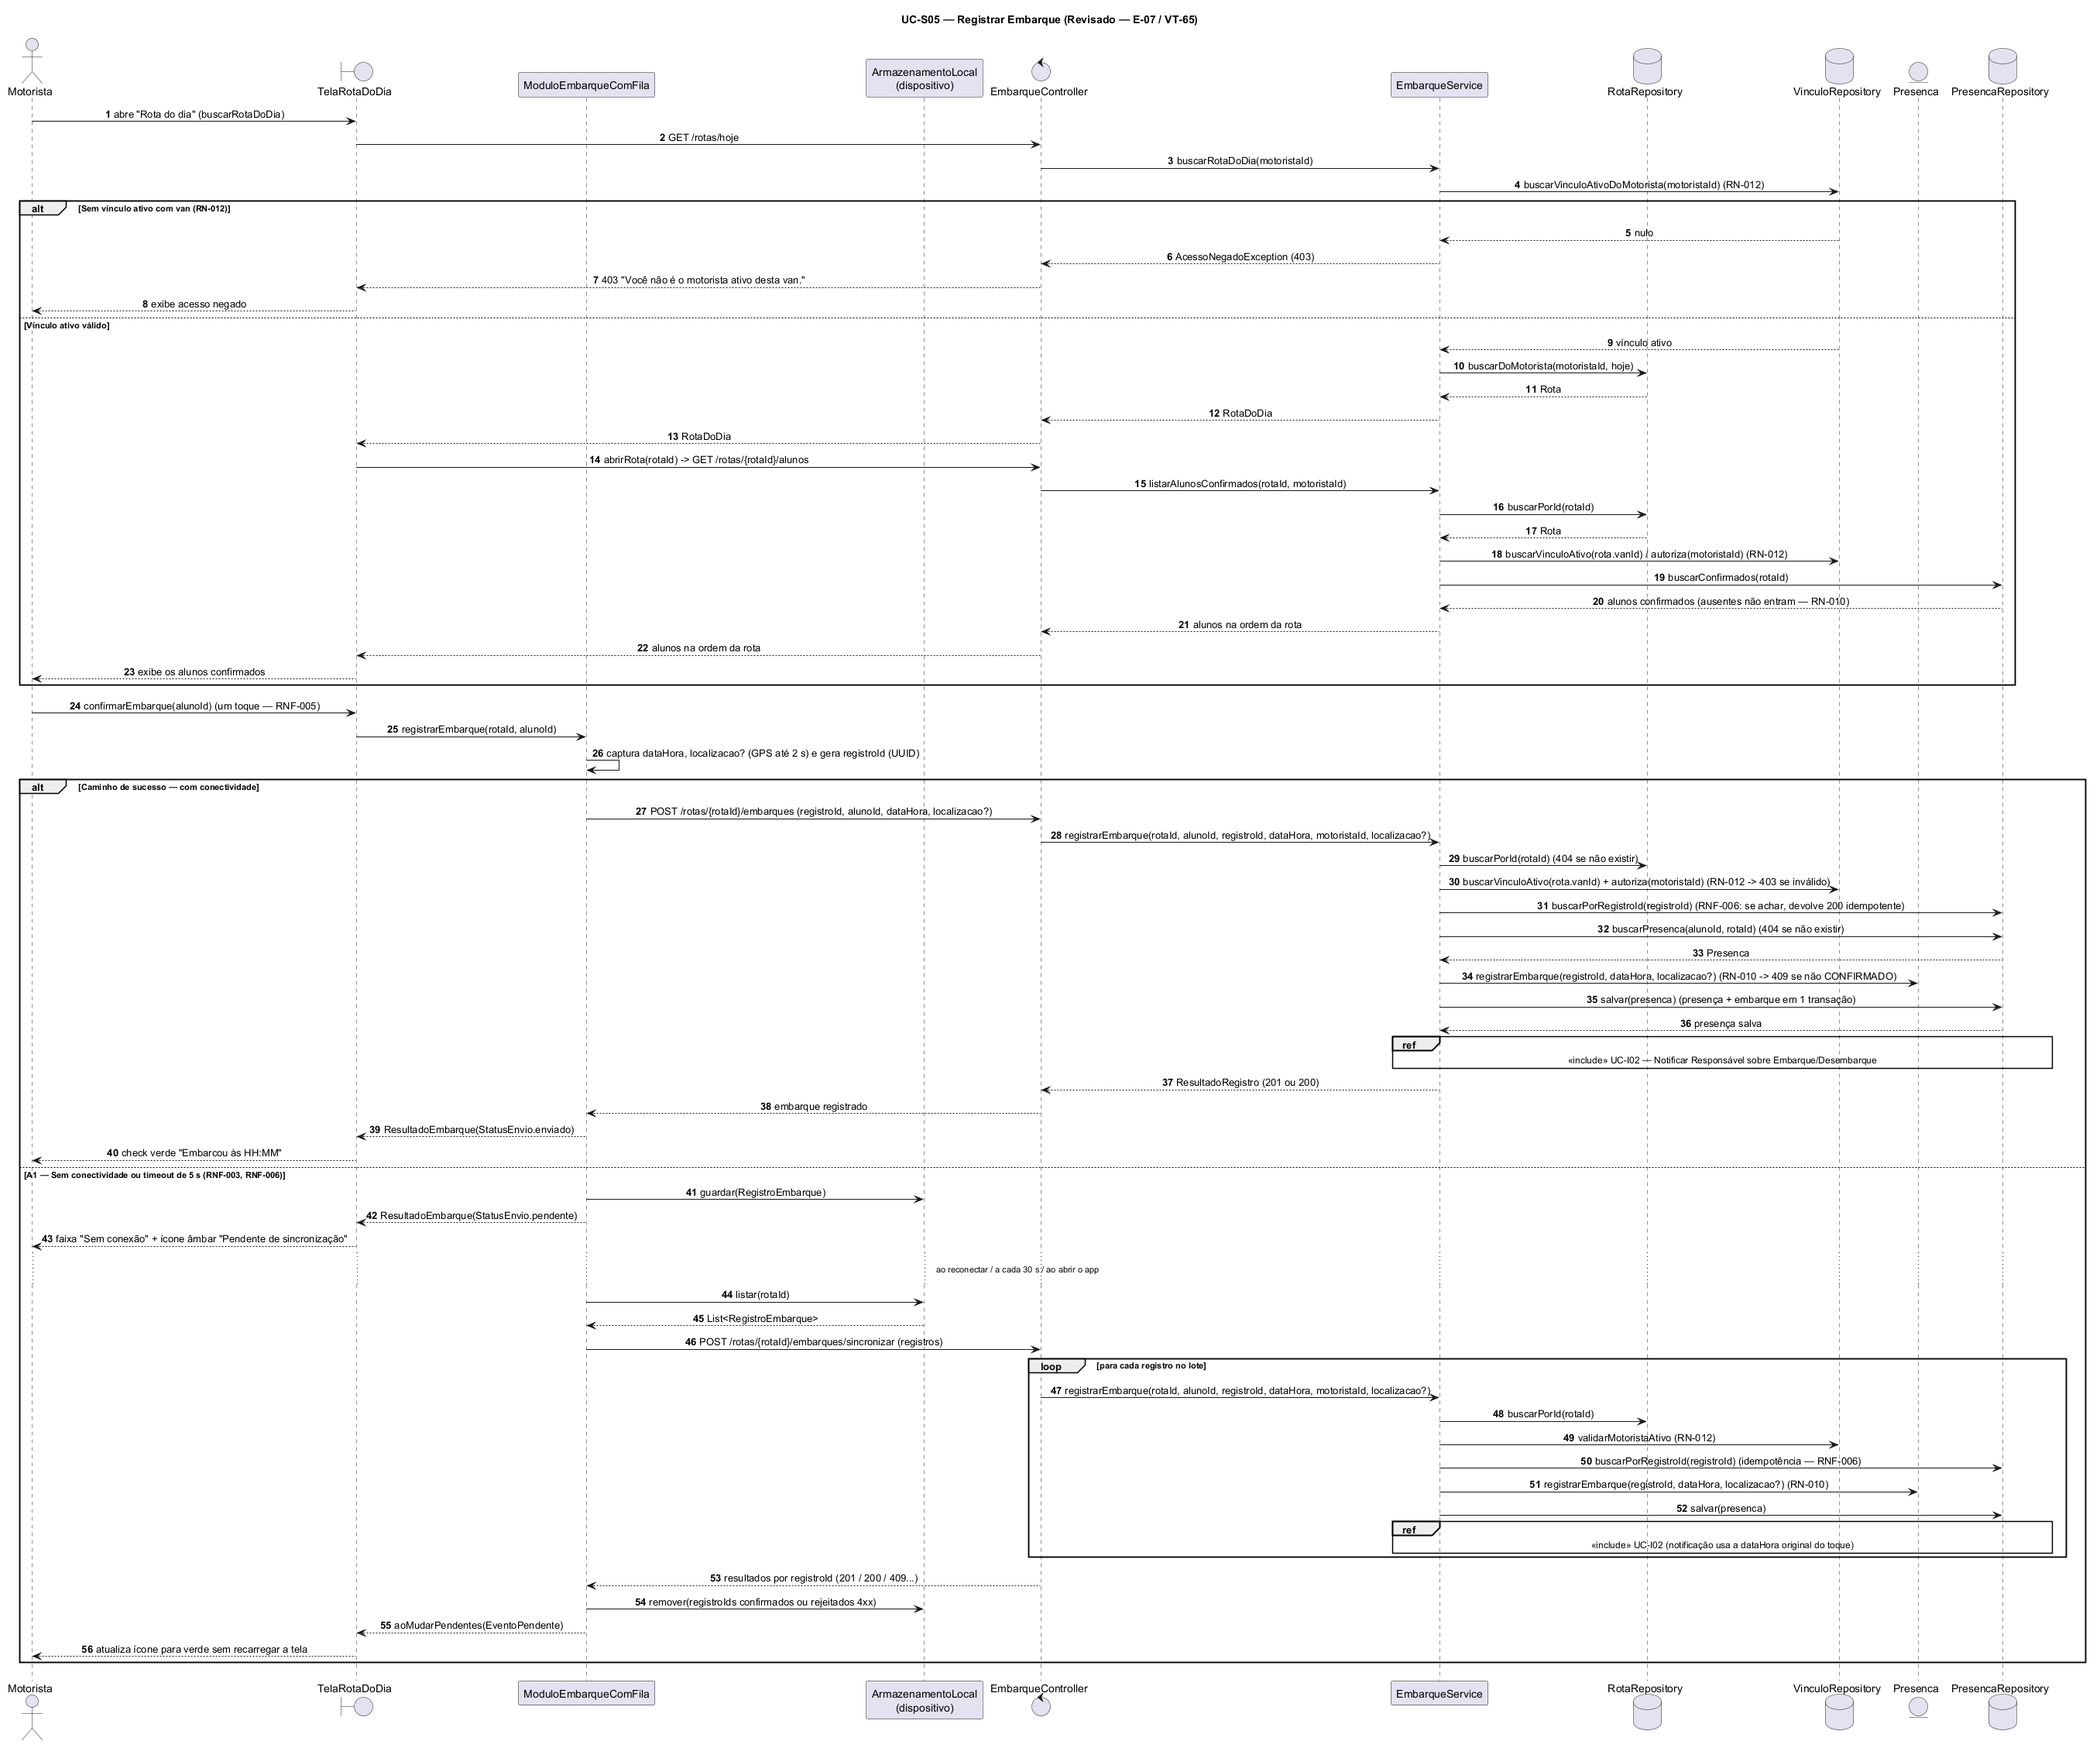 UC-S05 — Registrar Embarque (Revisado — E-07 / VT-65)
Motorista
TelaRotaDoDia
ModuloEmbarqueComFila
ArmazenamentoLocal
(dispositivo)
EmbarqueController
EmbarqueService
RotaRepository
VinculoRepository
Presenca
PresencaRepository
1 abre "Rota do dia" (buscarRotaDoDia)
2 GET /rotas/hoje
3 buscarRotaDoDia(motoristaId)
4 buscarVinculoAtivoDoMotorista(motoristaId) (RN-012)
alt [Sem vínculo ativo com van (RN-012)]
5 nulo
6 AcessoNegadoException (403)
7 403 "Você não é o motorista ativo desta van."
8 exibe acesso negado
[Vínculo ativo válido]
9 vínculo ativo
10 buscarDoMotorista(motoristaId, hoje)
11 Rota
12 RotaDoDia
13 RotaDoDia
14 abrirRota(rotaId) -> GET /rotas/{rotaId}/alunos
15 listarAlunosConfirmados(rotaId, motoristaId)
16 buscarPorId(rotaId)
17 Rota
18 buscarVinculoAtivo(rota.vanId) / autoriza(motoristaId) (RN-012)
19 buscarConfirmados(rotaId)
20 alunos confirmados (ausentes não entram — RN-010)
21 alunos na ordem da rota
22 alunos na ordem da rota
23 exibe os alunos confirmados
24 confirmarEmbarque(alunoId) (um toque — RNF-005)
25 registrarEmbarque(rotaId, alunoId)
26 captura dataHora, localizacao? (GPS até 2 s) e gera registroId (UUID)
alt [Caminho de sucesso — com conectividade]
27 POST /rotas/{rotaId}/embarques (registroId, alunoId, dataHora, localizacao?)
28 registrarEmbarque(rotaId, alunoId, registroId, dataHora, motoristaId, localizacao?)
29 buscarPorId(rotaId) (404 se não existir)
30 buscarVinculoAtivo(rota.vanId) + autoriza(motoristaId) (RN-012 -> 403 se inválido)
31 buscarPorRegistroId(registroId) (RNF-006: se achar, devolve 200 idempotente)
32 buscarPresenca(alunoId, rotaId) (404 se não existir)
33 Presenca
34 registrarEmbarque(registroId, dataHora, localizacao?) (RN-010 -> 409 se não CONFIRMADO)
35 salvar(presenca) (presença + embarque em 1 transação)
36 presença salva
ref
«include» UC-I02 — Notificar Responsável sobre Embarque/Desembarque
37 ResultadoRegistro (201 ou 200)
38 embarque registrado
39 ResultadoEmbarque(StatusEnvio.enviado)
40 check verde "Embarcou às HH:MM"
[A1 — Sem conectividade ou timeout de 5 s (RNF-003, RNF-006)]
41 guardar(RegistroEmbarque)
42 ResultadoEmbarque(StatusEnvio.pendente)
43 faixa "Sem conexão" + ícone âmbar "Pendente de sincronização"
ao reconectar / a cada 30 s / ao abrir o app
44 listar(rotaId)
45 List<RegistroEmbarque>
46 POST /rotas/{rotaId}/embarques/sincronizar (registros)
loop [para cada registro no lote]
47 registrarEmbarque(rotaId, alunoId, registroId, dataHora, motoristaId, localizacao?)
48 buscarPorId(rotaId)
49 validarMotoristaAtivo (RN-012)
50 buscarPorRegistroId(registroId) (idempotência — RNF-006)
51 registrarEmbarque(registroId, dataHora, localizacao?) (RN-010)
52 salvar(presenca)
ref
«include» UC-I02 (notificação usa a dataHora original do toque)
53 resultados por registroId (201 / 200 / 409...)
54 remover(registroIds confirmados ou rejeitados 4xx)
55 aoMudarPendentes(EventoPendente)
56 atualiza ícone para verde sem recarregar a tela
Motorista
TelaRotaDoDia
ModuloEmbarqueComFila
ArmazenamentoLocal
(dispositivo)
EmbarqueController
EmbarqueService
RotaRepository
VinculoRepository
Presenca
PresencaRepository